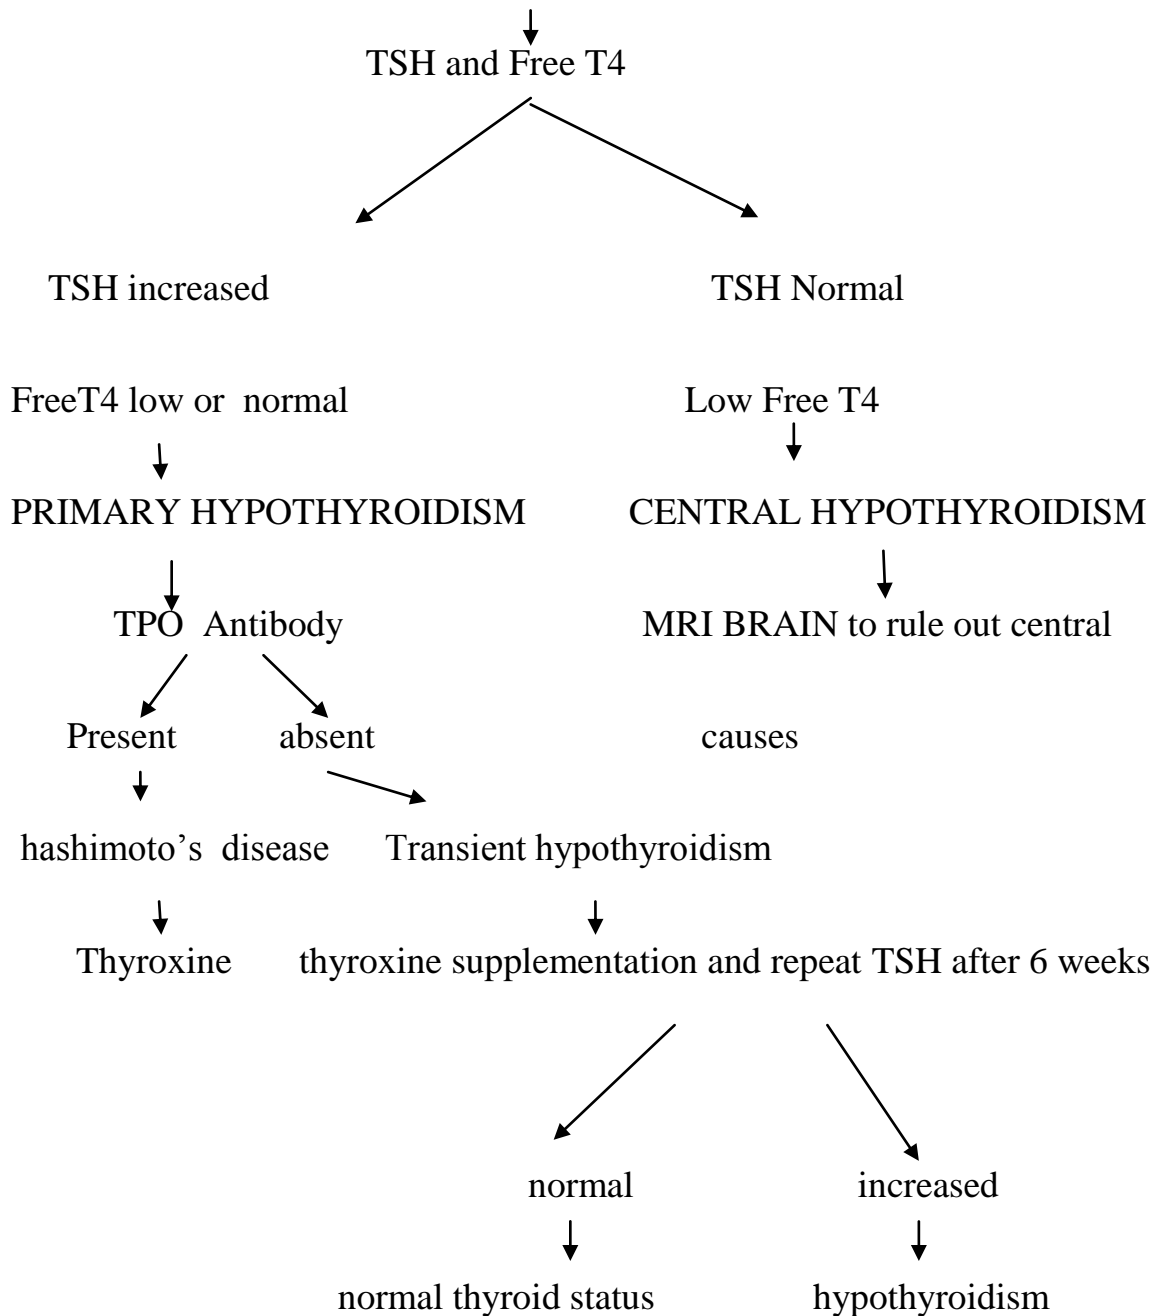 TSH and Free T4
TSH increased TSH Normal
FreeT4 low or normal Low Free T4
PRIMARY HYPOTHYROIDISM CENTRAL HYPOTHYROIDISM
TPO Antibody MRI BRAIN to rule out central
Present absent causes
hashimoto’s disease Transient hypothyroidism
Thyroxine thyroxine supplementation and repeat TSH after 6 weeks
normal increased
normal thyroid status hypothyroidism